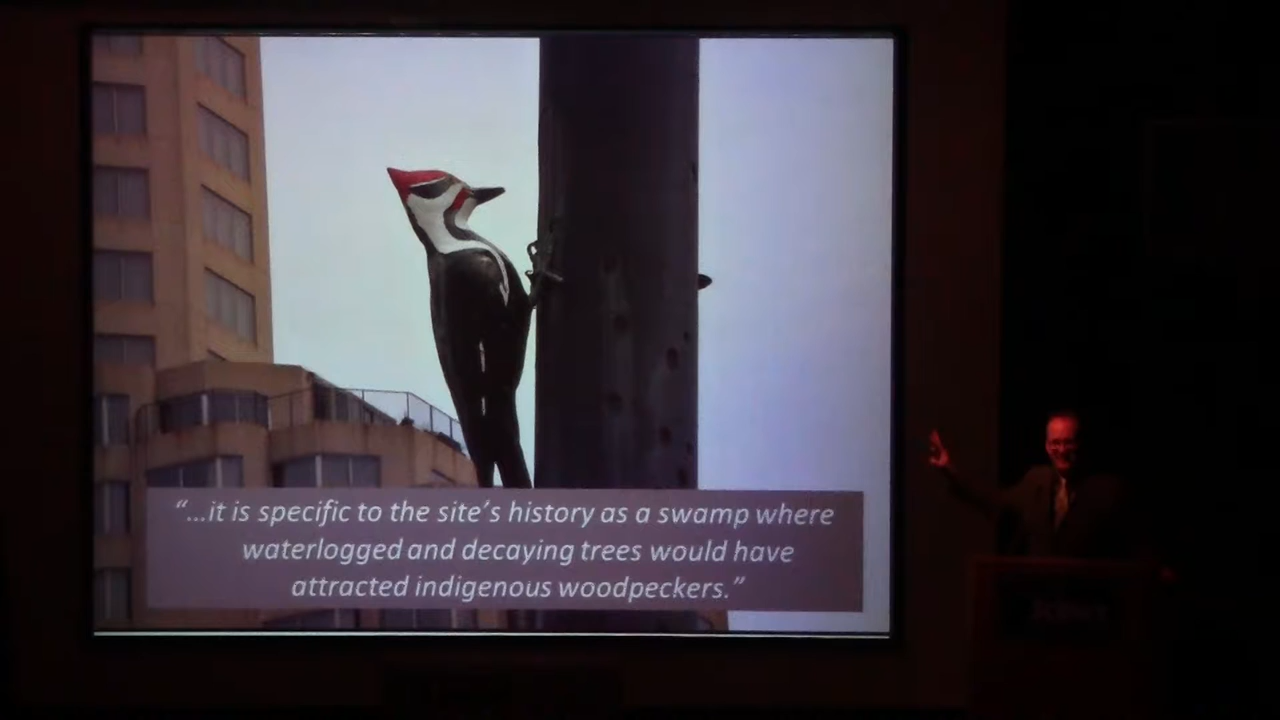 “...it is specific to the site’s history as a swamp where
waterlogged and decaying trees would have
attracted indigenous woodpeckers.”